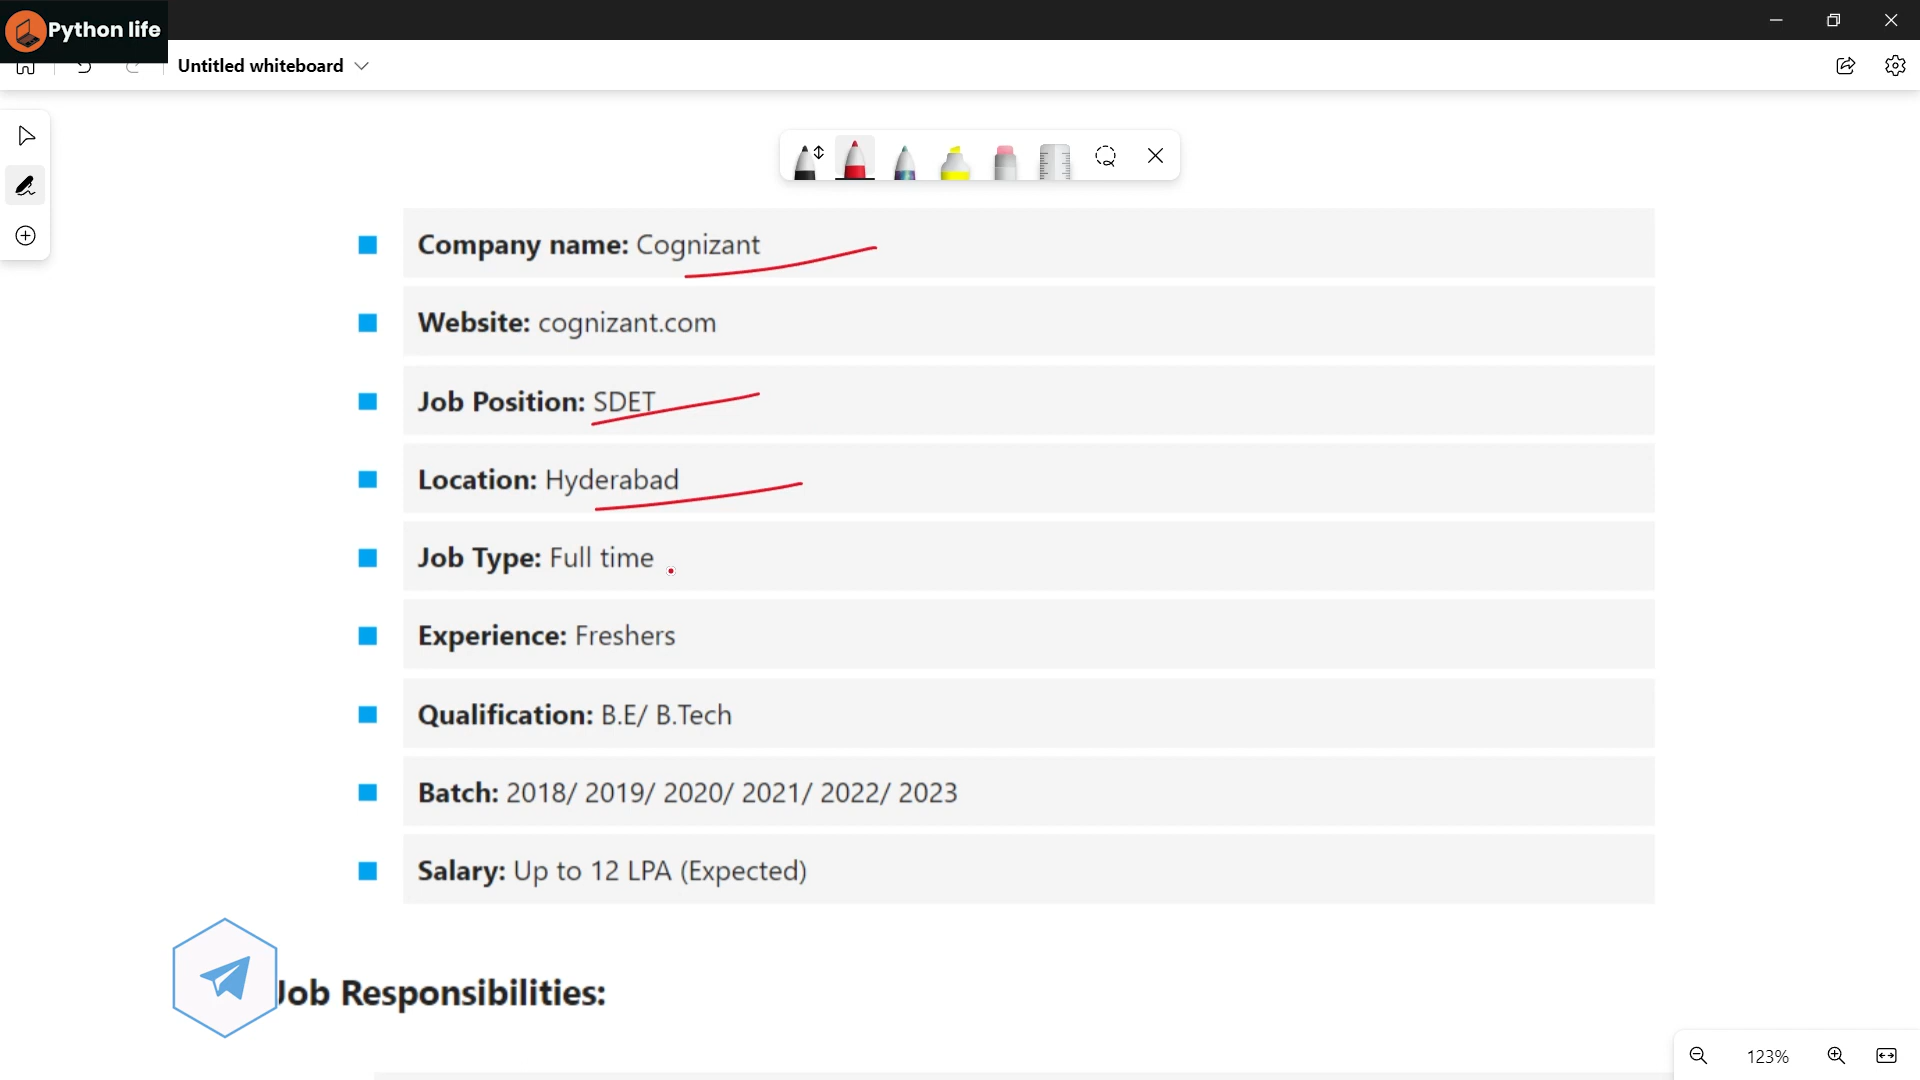 Python life
Untitled whiteboard
Company name: Cognizant
Website: cognizant.com
Job Position: SDET
Location: Hyderabad
Job Type: Full time
Experience: Freshers
Qualification: B.E/ B.Tech
Batch: 2018/ 2019/ 2020/ 2021/ 2022/ 2023
Salary: Up to 12 LPA (Expected)
Job Responsibilities:
123%